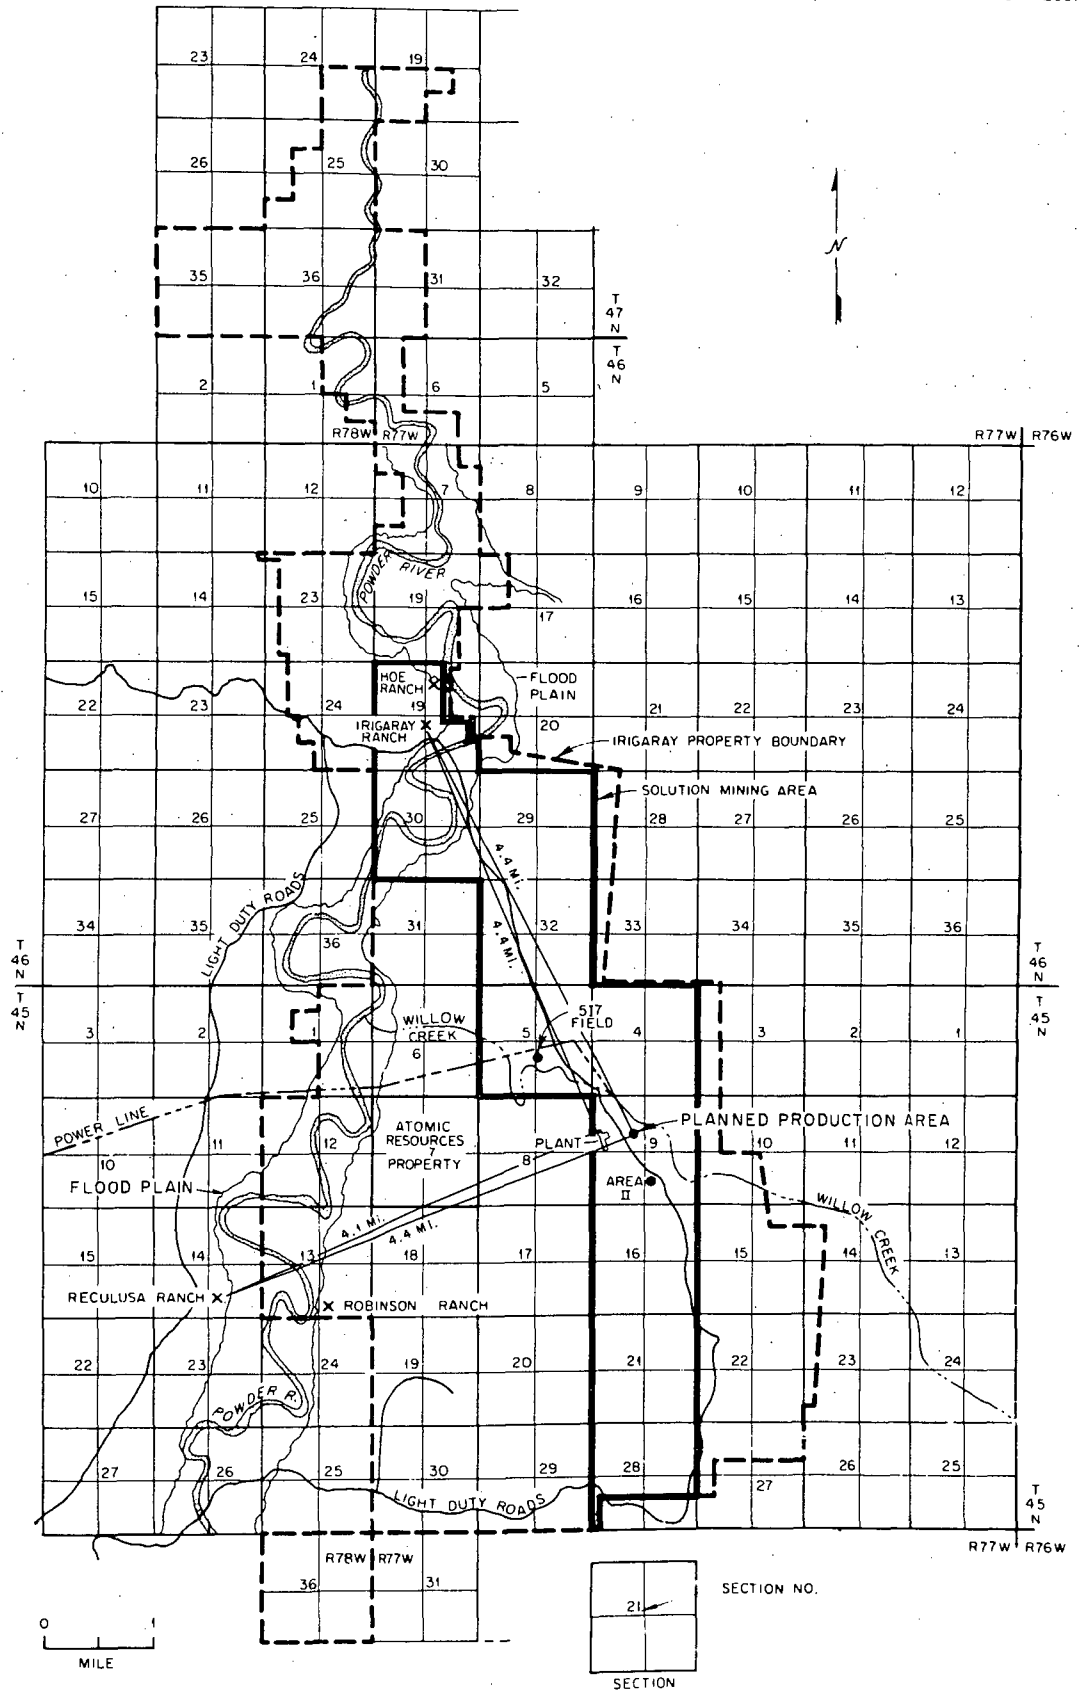 23 24 19
26 25 30
35 36 31 32
T
47
N
T
46
N
2 1 6 5
R78W R77W
R77W R76W
10 11 12 7 8 9 10 11 12
POWDER RIVER
15 14 23 19 17 16 15 14 13
HOE
RANCH
FLOOD
PLAIN
22 23 24 19 20 21 22 23 24
IRIGARAY
RANCH
IRIGARAY PROPERTY BOUNDARY
SOLUTION MINING AREA
27 26 25 30 29 28 27 26 25
4.4 MI.
LIGHT DUTY ROADS
34 35 36 31 32 33 34 35 36
4.4 MI.
T
46
N
T
45
N
T
46
N
T
45
N
517
FIELD
WILLOW
CREEK
3 2 1 6 5 4 3 2 1
POWER LINE
PLANNED PRODUCTION AREA
ATOMIC
RESOURCES
7
PROPERTY
PLANT
10 11 12 8 9 10 11 12
FLOOD PLAIN
AREA
II
WILLOW
CREEK
4.1 MI.
4.4 MI.
15 14 13 18 17 16 15 14 13
RECULUSA RANCH X
X ROBINSON RANCH
22 23 24 19 20 21 22 23 24
POWDER R.
27 26 25 30 29 28 27 26 25
LIGHT DUTY ROADS
T
45
N
R77W R76W
R78W R77W
36 31
21
SECTION NO.
SECTION
0 1
MILE
N